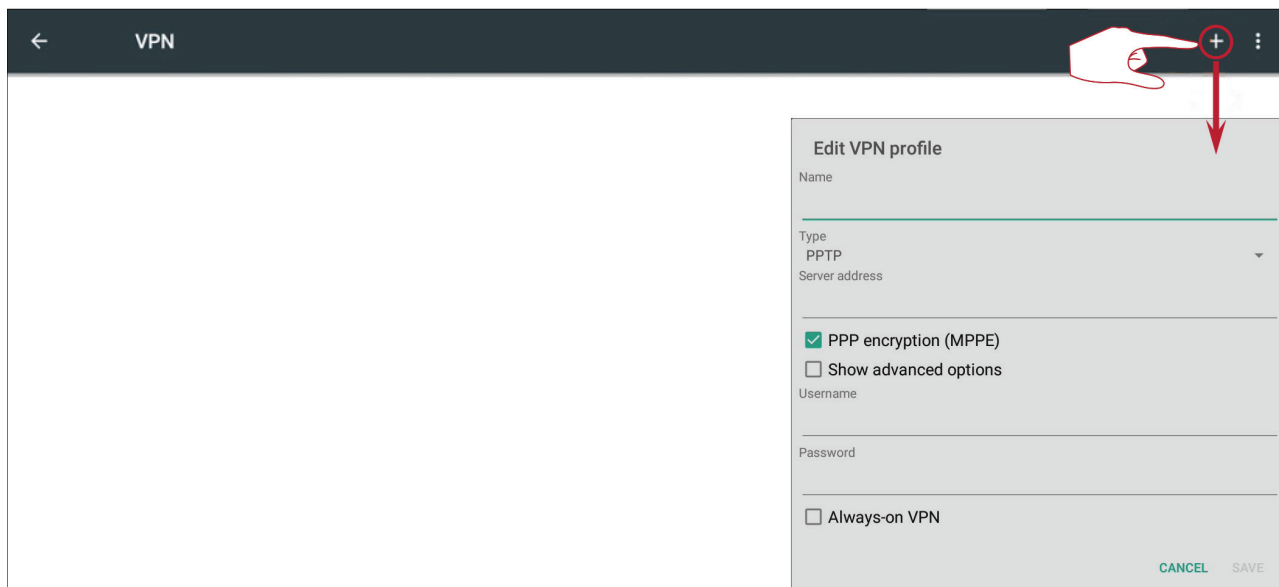 VPN
Edit VPN profile
Name
Type
PPTP
Server address
PPP encryption (MPPE)
Show advanced options
Username
Password
Always-on VPN
CANCEL SAVE